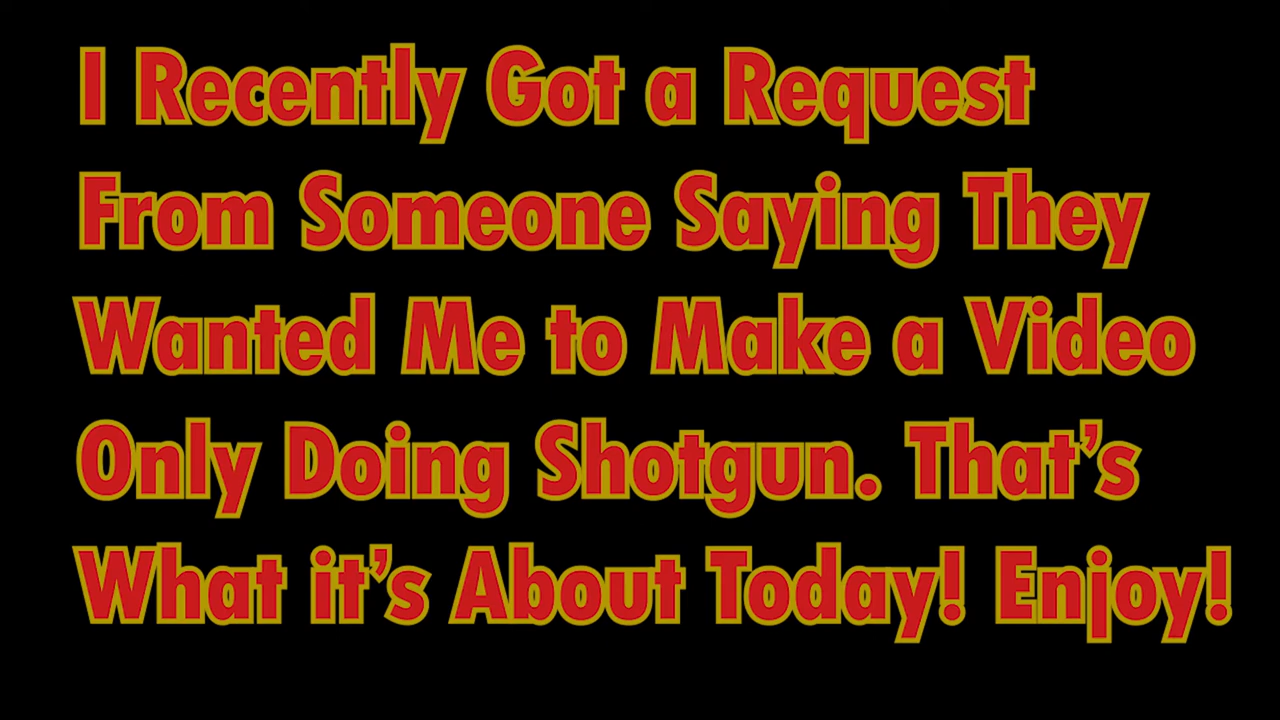 I Recently Got a Request
From Someone Saying They
Wanted Me to Make a Video
Only Doing Shotgun. That’s
What it’s About Today! Enjoy!